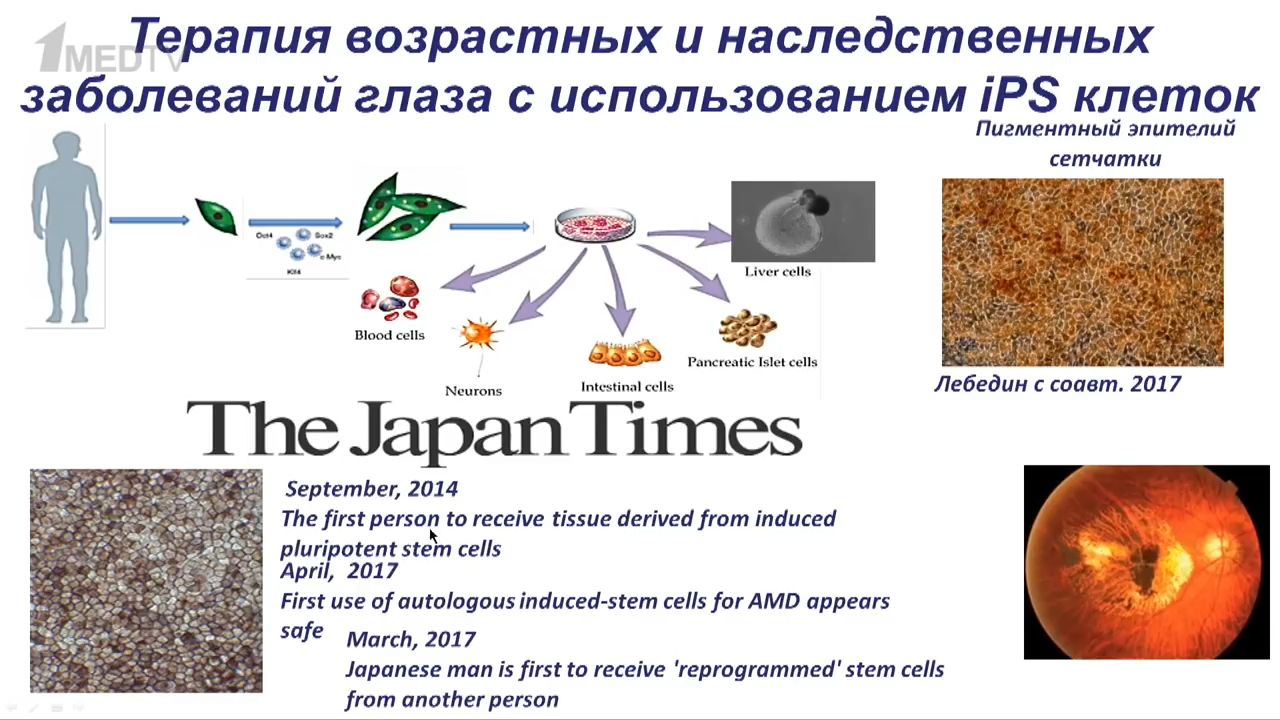 1MEDTV
Терапия возрастных и наследственных
заболеваний глаза с использованием iPS клеток
Пигментный эпителий
сетчатки
Oct4
Sox2
c Myc
Klf4
Liver cells
Blood cells
Pancreatic Islet cells
Intestinal cells
Neurons
Лебедин с соавт. 2017
The Japan Times
September, 2014
The first person to receive tissue derived from induced
pluripotent stem cells
April, 2017
First use of autologous induced-stem cells for AMD appears
safe
March, 2017
Japanese man is first to receive 'reprogrammed' stem cells
from another person